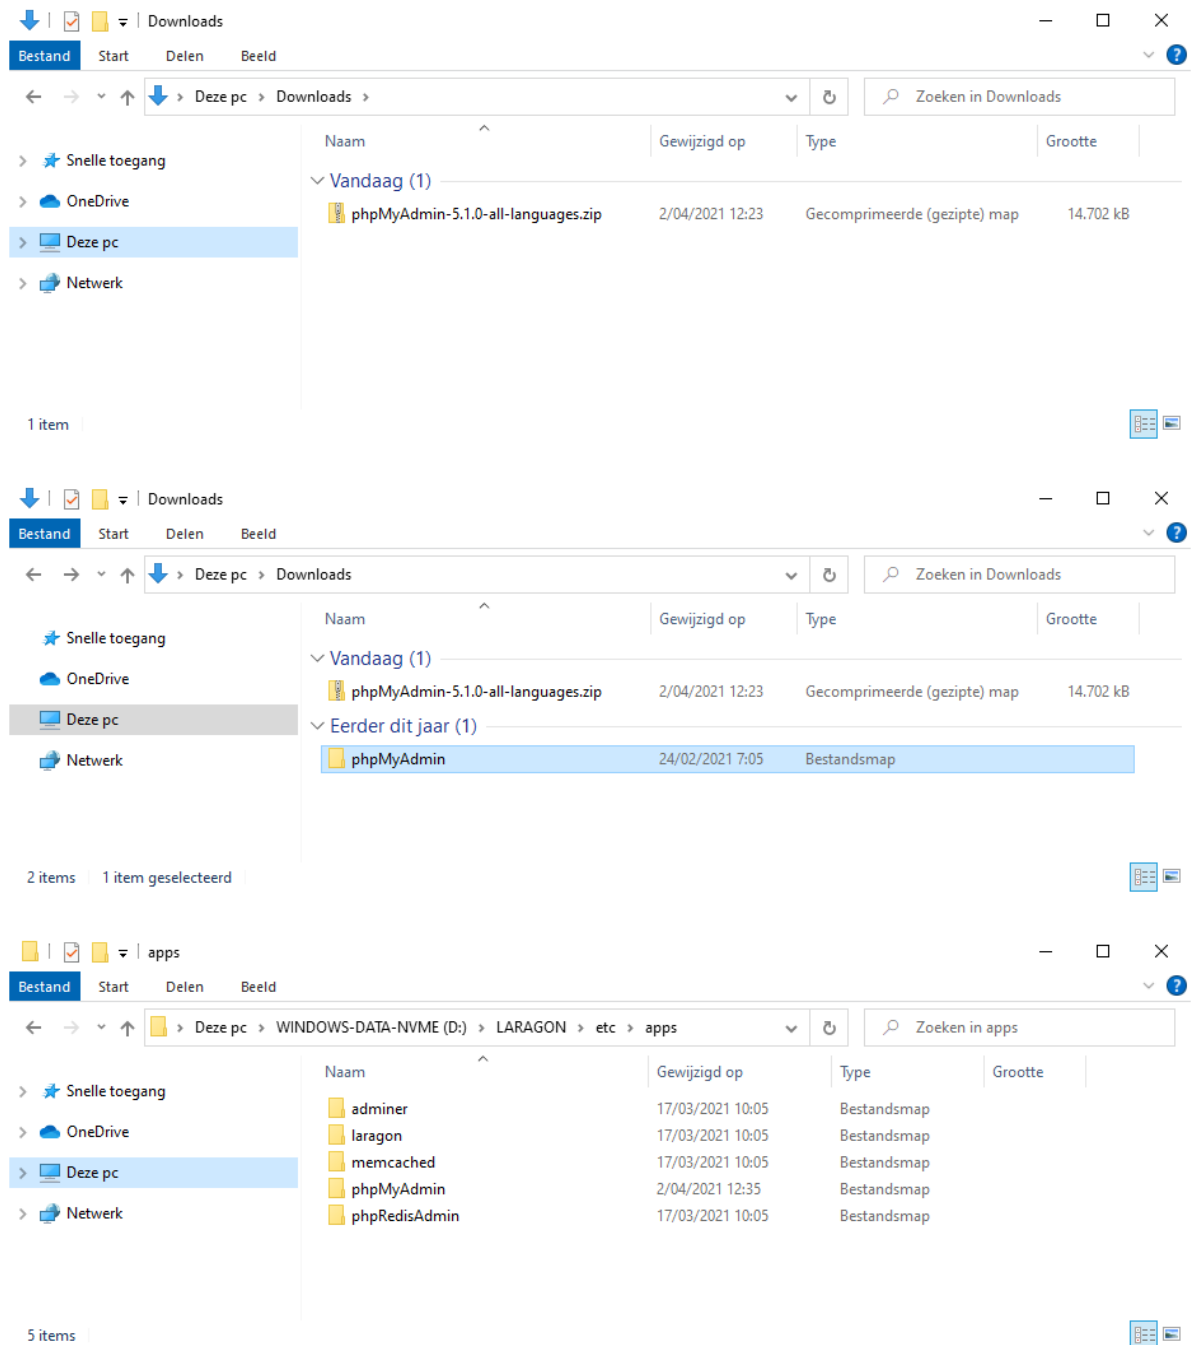 Downloads
Bestand Start Delen Beeld
Deze pc Downloads Zoeken in Downloads
Naam Gewijzigd op Type Grootte
Snelle toegang
OneDrive
Deze pc
Netwerk
Vandaag (1)
phpMyAdmin-5.1.0-all-languages.zip 2/04/2021 12:23 Gecomprimeerde (gezipte) map 14.702 kB
1 item
Downloads
Bestand Start Delen Beeld
Deze pc Downloads Zoeken in Downloads
Naam Gewijzigd op Type Grootte
Snelle toegang
OneDrive
Deze pc
Netwerk
Vandaag (1)
phpMyAdmin-5.1.0-all-languages.zip 2/04/2021 12:23 Gecomprimeerde (gezipte) map 14.702 kB
Eerder dit jaar (1)
phpMyAdmin 24/02/2021 7:05 Bestandsmap
2 items 1 item geselecteerd
apps
Bestand Start Delen Beeld
Deze pc WINDOWS-DATA-NVME (D:) LARAGON etc apps Zoeken in apps
Naam Gewijzigd op Type Grootte
Snelle toegang
OneDrive
Deze pc
Netwerk
adminer 17/03/2021 10:05 Bestandsmap
laragon 17/03/2021 10:05 Bestandsmap
memcached 17/03/2021 10:05 Bestandsmap
phpMyAdmin 2/04/2021 12:35 Bestandsmap
phpRedisAdmin 17/03/2021 10:05 Bestandsmap
5 items